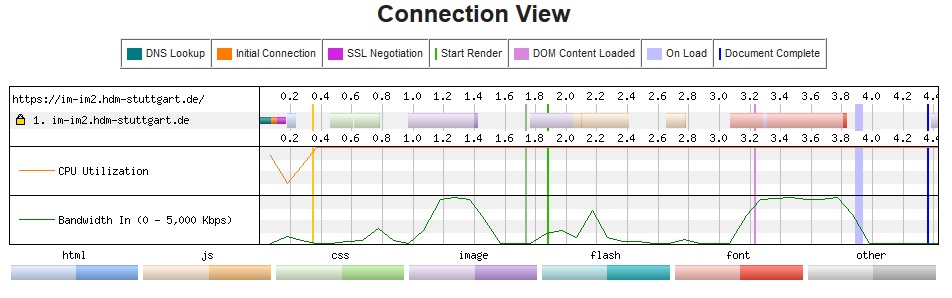 Connection View
DNS Lookup Initial Connection SSL Negotiation Start Render DOM Content Loaded On Load Document Complete
https://im-im2.hdm-stuttgart.de/ 0.2 0.4 0.6 0.8 1.0 1.2 1.4 1.6 1.8 2.0 2.2 2.4 2.6 2.8 3.0 3.2 3.4 3.6 3.8 4.0 4.2 4.4
1. im-im2.hdm-stuttgart.de
0.2 0.4 0.6 0.8 1.0 1.2 1.4 1.6 1.8 2.0 2.2 2.4 2.6 2.8 3.0 3.2 3.4 3.6 3.8 4.0 4.2 4.4
CPU Utilization
Bandwidth In (0 - 5,000 Kbps)
html js css image flash font other